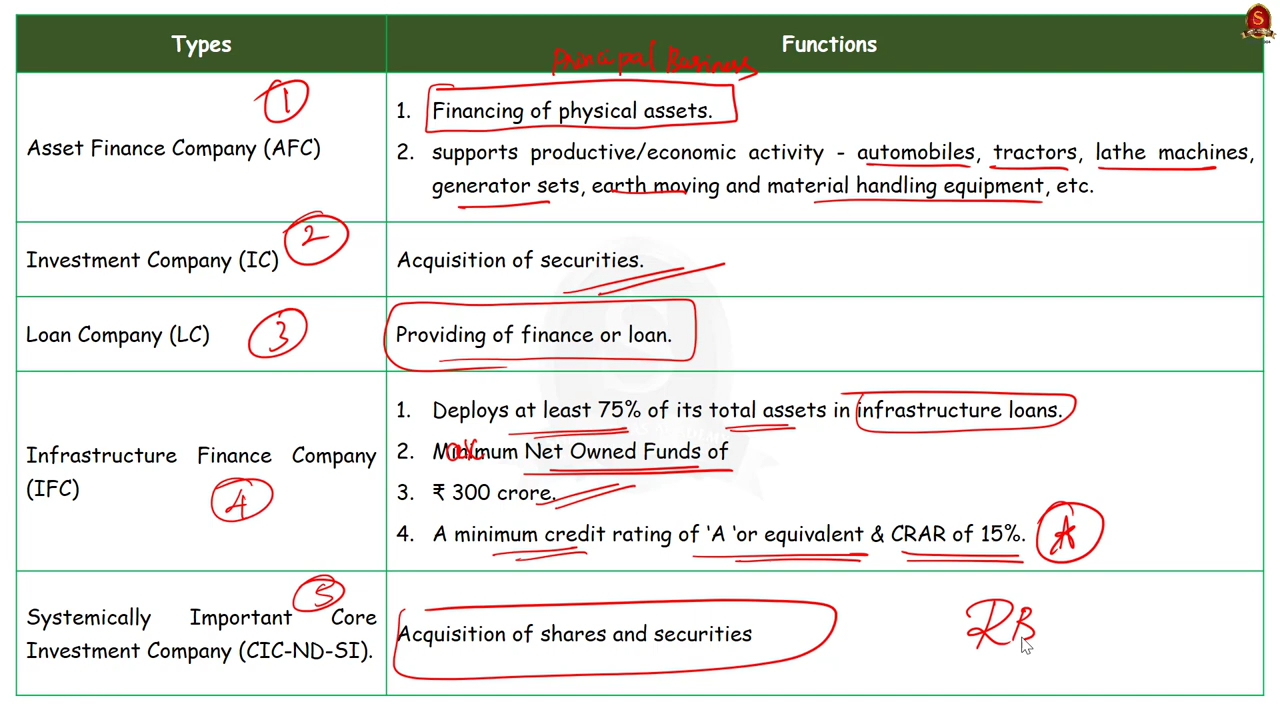 Types
Functions
Principal Business
Asset Finance Company (AFC)
1
1. Financing of physical assets.
2. supports productive/economic activity - automobiles, tractors, lathe machines,
generator sets, earth moving and material handling equipment, etc.
Investment Company (IC)
2
Acquisition of securities.
Loan Company (LC)
3
Providing of finance or loan.
Infrastructure Finance Company
(IFC)
4
1. Deploys at least 75% of its total assets in infrastructure loans.
2. Minimum Net Owned Funds of
3. ₹ 300 crore.
4. A minimum credit rating of ‘A ‘or equivalent & CRAR of 15%.
A
Systemically Important Core
Investment Company (CIC-ND-SI).
5
Acquisition of shares and securities
RB